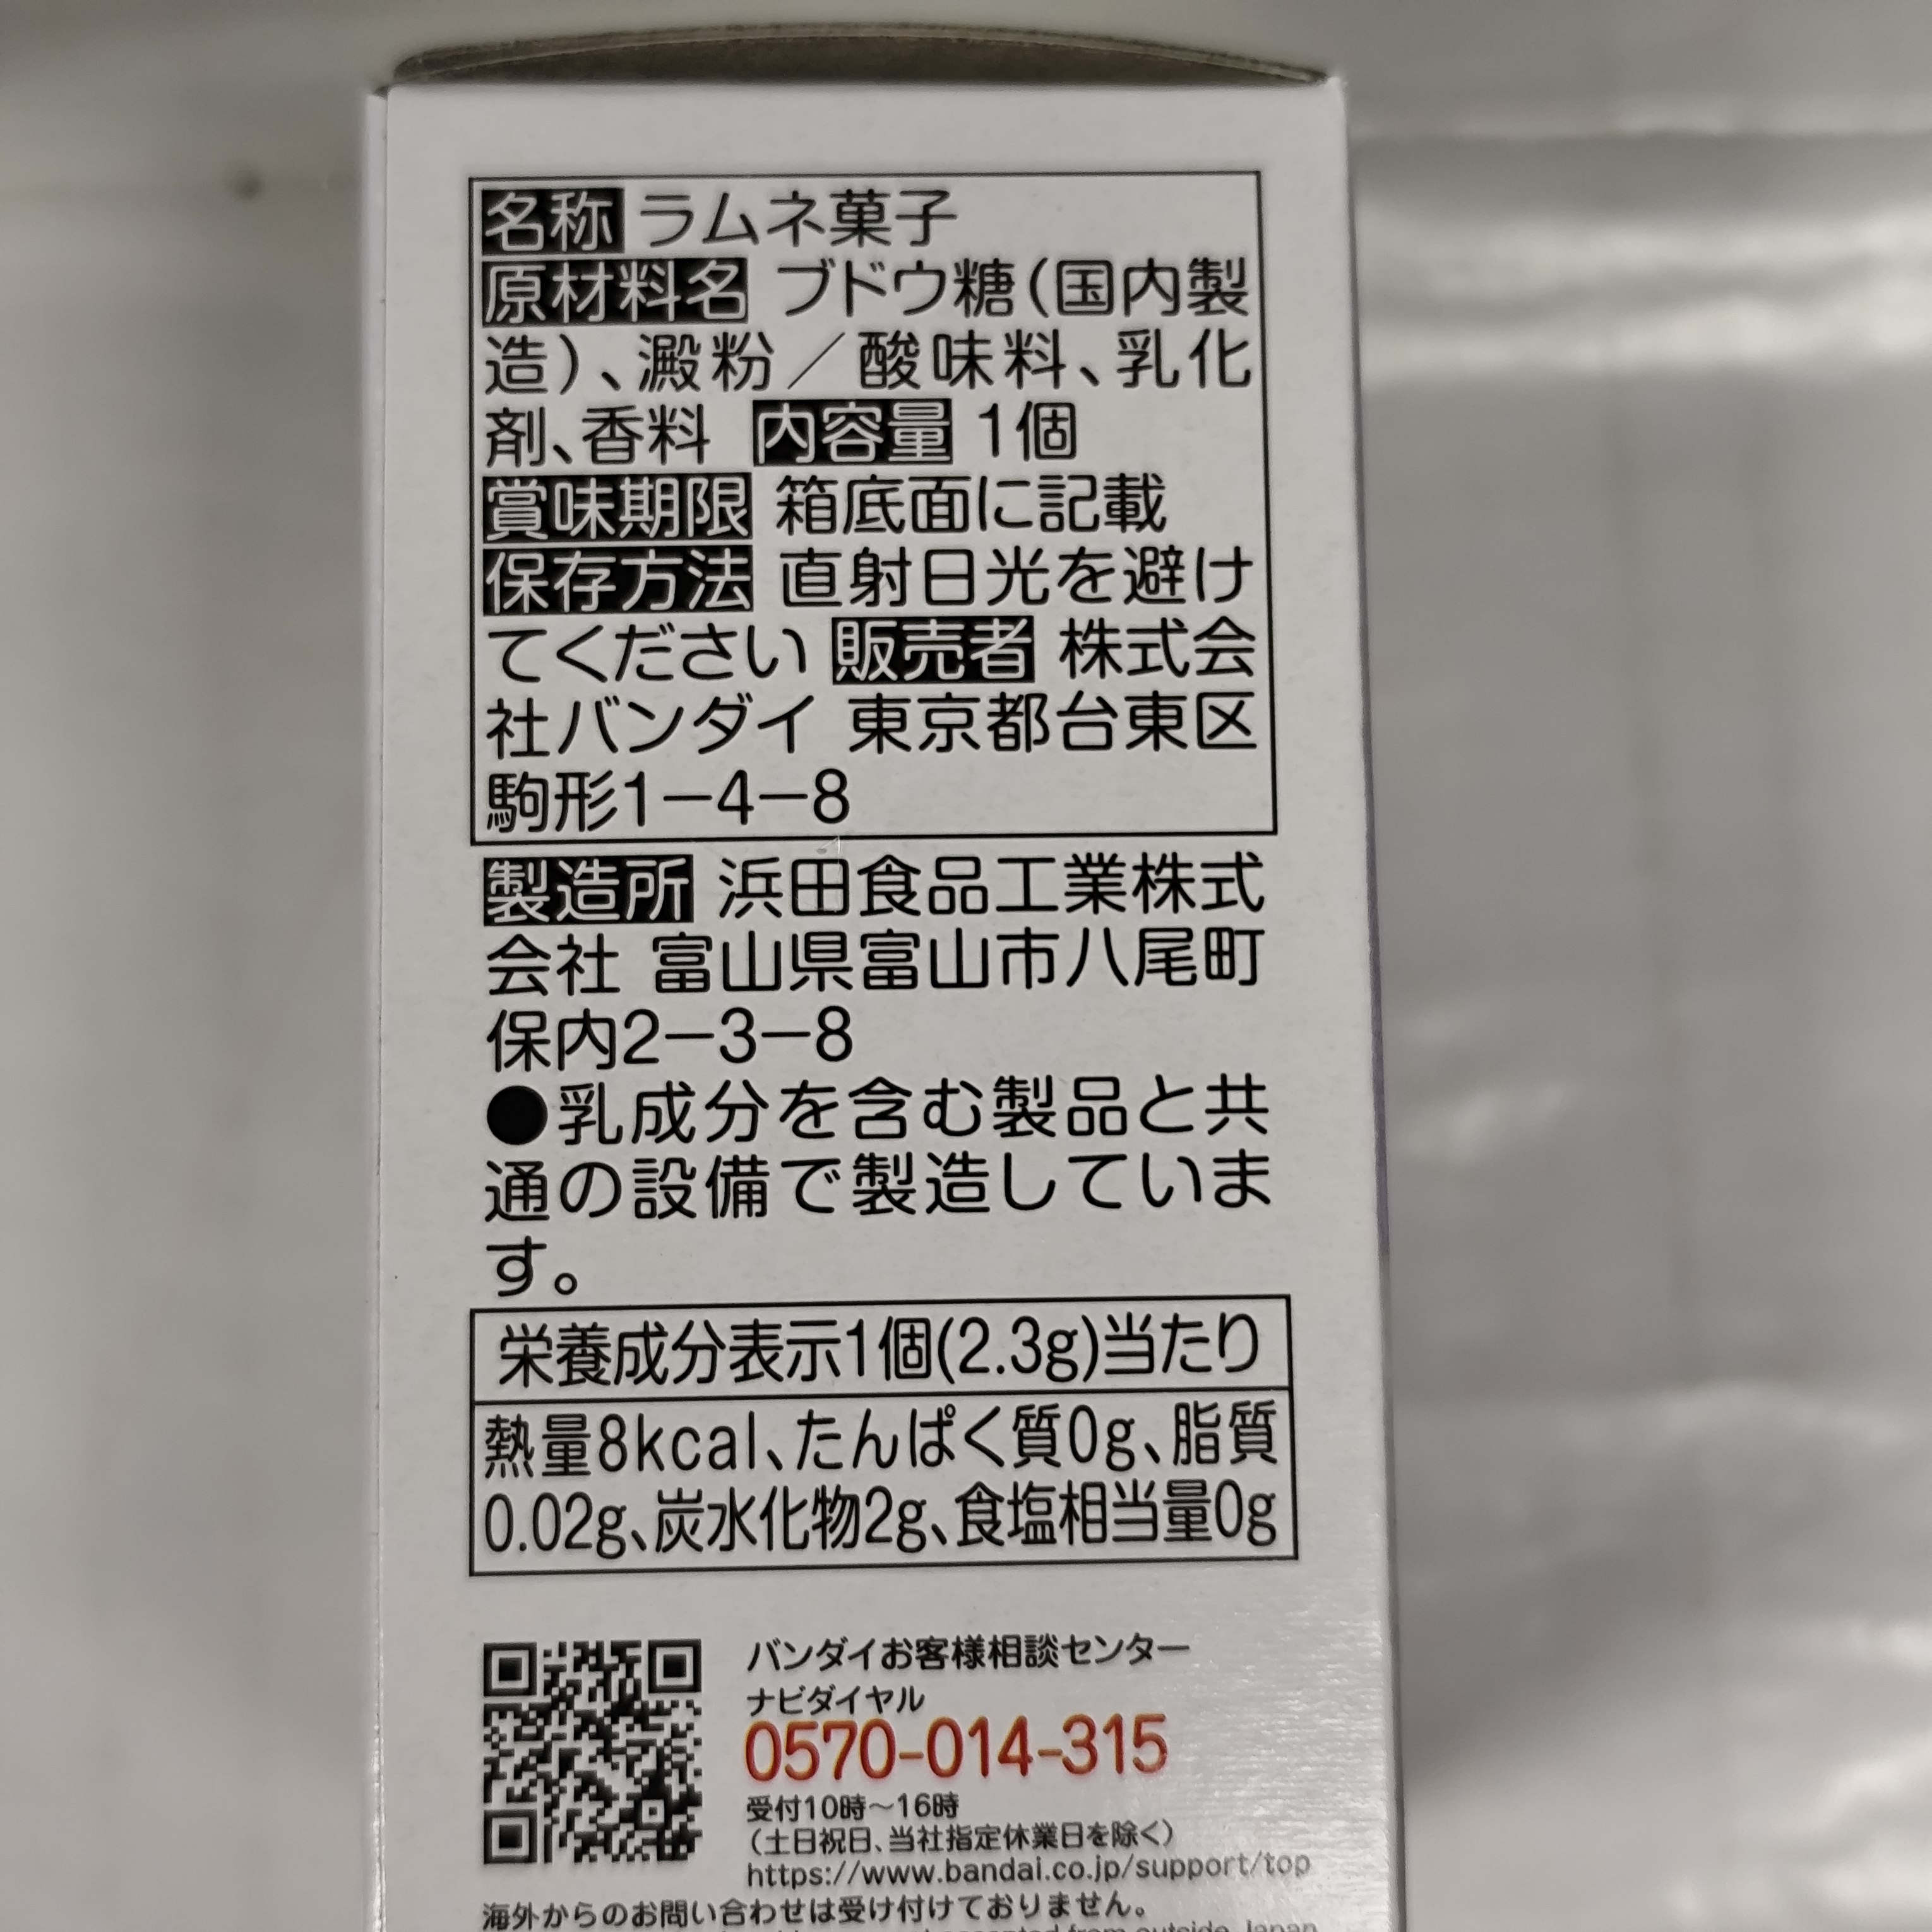 名称 ラムネ菓子
原材料名 ブドウ糖(国内製
造)、澱粉/酸味料、乳化
剤、香料 内容量 1個
賞味期限 箱底面に記載
保存方法 直射日光を避け
てください 販売者 株式会
社バンダイ 東京都台東区
駒形1-4-8
製造所 浜田食品工業株式
会社 富山県富山市八尾町
保内2-3-8
●乳成分を含む製品と共
通の設備で製造していま
す。
栄養成分表示1個(2.3g)当たり
熱量8kcal、たんぱく質0g、脂質
0.02g、炭水化物2g、食塩相当量0g
バンダイお客様相談センター
ナビダイヤル
0570-014-315
受付10時〜16時
(土日祝日、当社指定休業日を除く)
https://www.bandai.co.jp/support/top
海外からのお問い合わせは受け付けておりません。
accepted from outside Japan